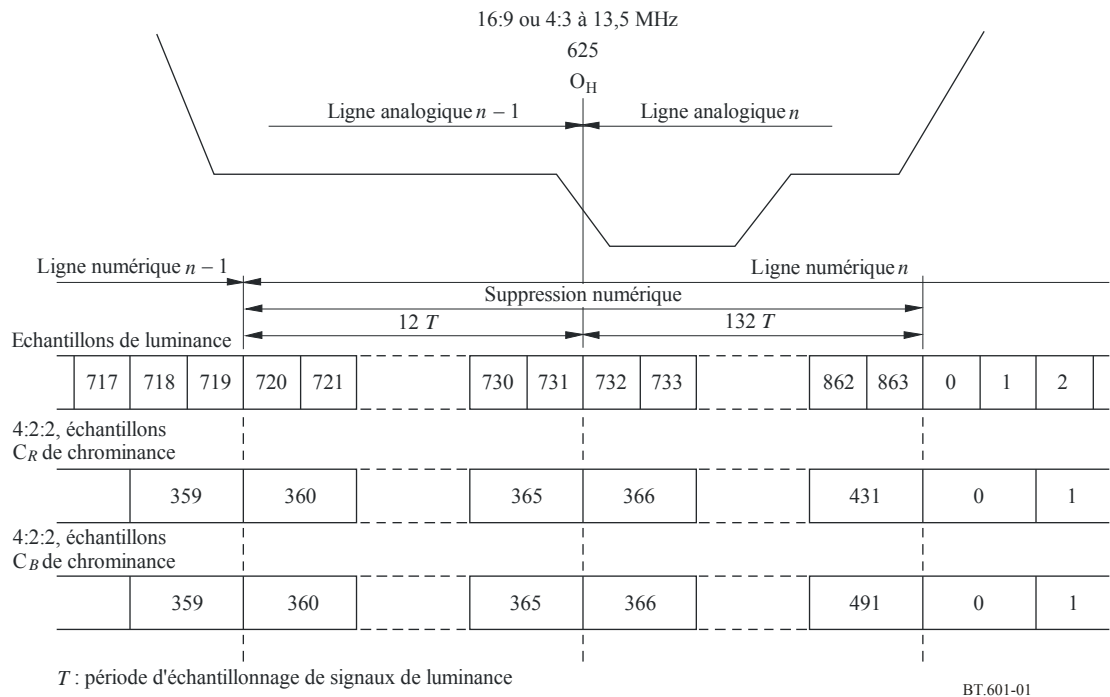 16:9 ou 4:3 à 13,5 MHz
625
O_H
Ligne analogique n – 1
Ligne analogique n
Ligne numérique n – 1
Ligne numérique n
Suppression numérique
12 T
132 T
Echantillons de luminance
717 718 719 720 721 730 731 732 733 862 863 0 1 2
4:2:2, échantillons
C_R de chrominance
359 360 365 366 431 0 1
4:2:2, échantillons
C_B de chrominance
359 360 365 366 491 0 1
T : période d'échantillonnage de signaux de luminance
BT.601-01